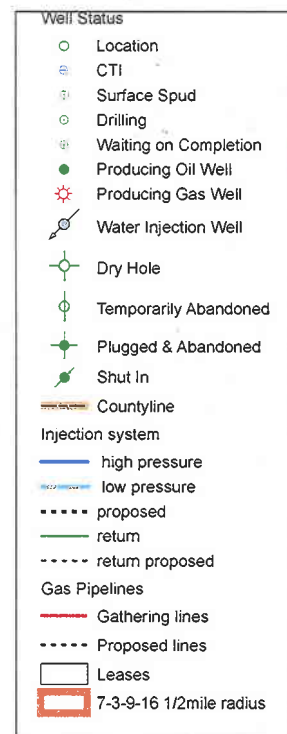 Well Status
Location
CTI
Surface Spud
Drilling
Waiting on Completion
Producing Oil Well
Producing Gas Well
Water Injection Well
Dry Hole
Temporarily Abandoned
Plugged & Abandoned
Shut In
Countyline
Injection system
high pressure
low pressure
proposed
return
return proposed
Gas Pipelines
Gathering lines
Proposed lines
Leases
7-3-9-16 1/2mile radius